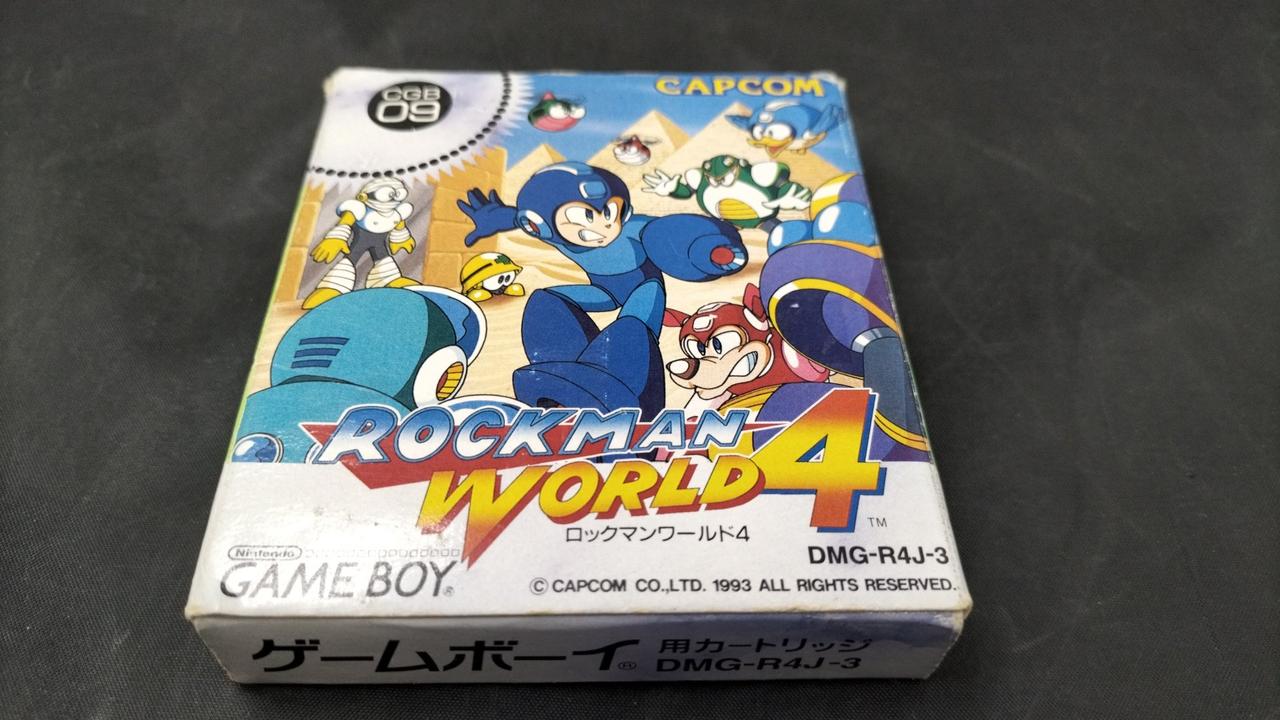 CGB
09
CAPCOM
ROCKMAN
WORLD 4
TM
ロックマンワールド4
DMG-R4J-3
Nintendo
GAME BOY®
© CAPCOM CO.,LTD. 1993 ALL RIGHTS RESERVED.
ゲームボーイ® 用カートリッジ
DMG-R4J-3